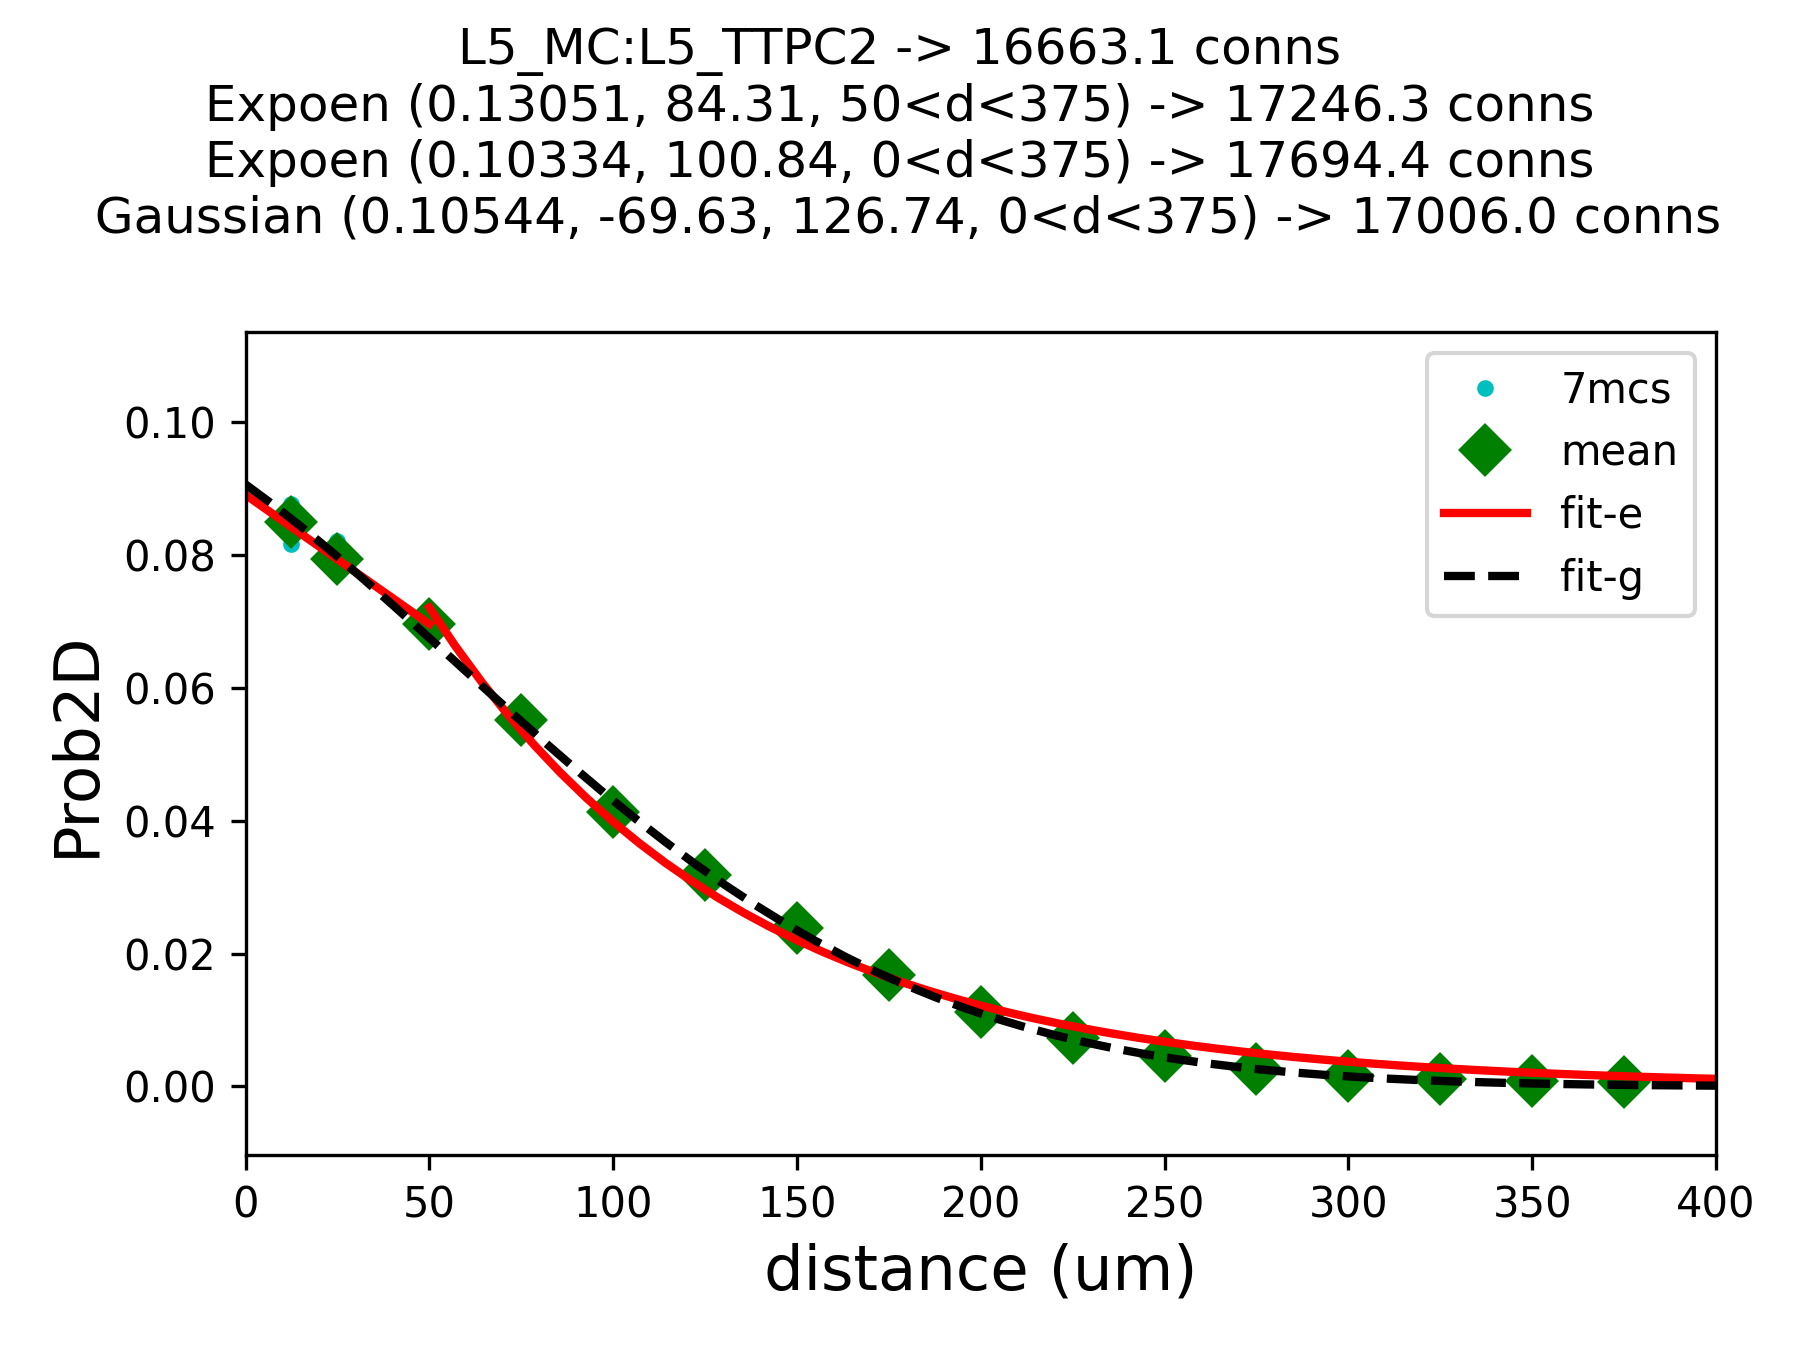 L5_MC:L5_TTPC2 -> 16663.1 conns
Expoen (0.13051, 84.31, 50<d<375) -> 17246.3 conns
Expoen (0.10334, 100.84, 0<d<375) -> 17694.4 conns
Gaussian (0.10544, -69.63, 126.74, 0<d<375) -> 17006.0 conns
7mcs
mean
fit-e
fit-g
Prob2D
0.10
0.08
0.06
0.04
0.02
0.00
0 50 100 150 200 250 300 350 400
distance (um)